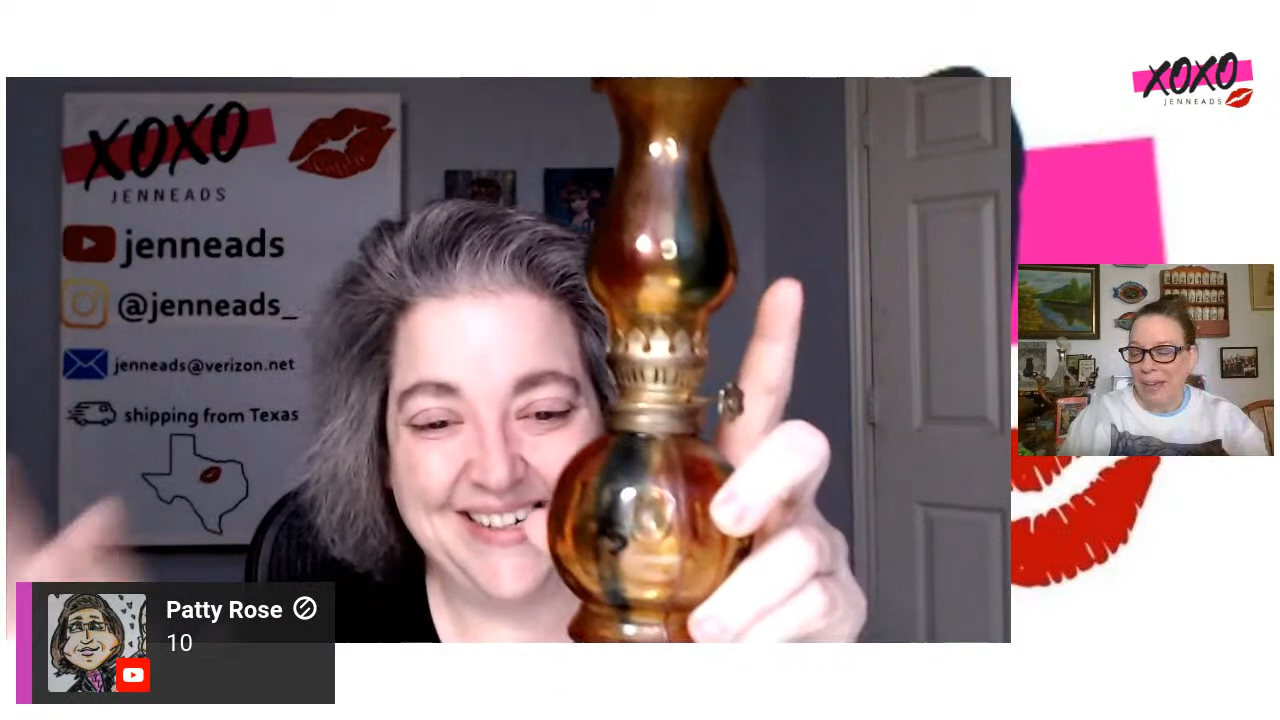 XOXO
JENNEADS
XOXO
JENNEADS
jenneads
@jenneads_
jenneads@verizon.net
shipping from Texas
Patty Rose
10